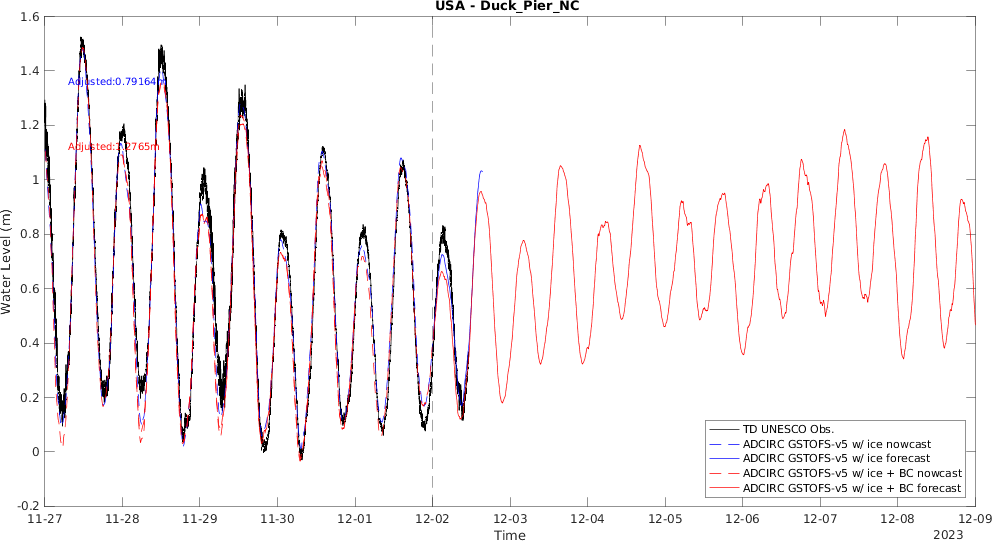 USA - Duck_Pier_NC
1.6
1.4
1.2
1
0.8
0.6
0.4
0.2
0
-0.2
Water Level (m)
Adjusted:0.79164m
Adjusted:1.2765m
TD UNESCO Obs.
ADCIRC GSTOFS-v5 w/ ice nowcast
ADCIRC GSTOFS-v5 w/ ice forecast
ADCIRC GSTOFS-v5 w/ ice + BC nowcast
ADCIRC GSTOFS-v5 w/ ice + BC forecast
11-27 11-28 11-29 11-30 12-01 12-02 12-03 12-04 12-05 12-06 12-07 12-08 12-09
Time
2023